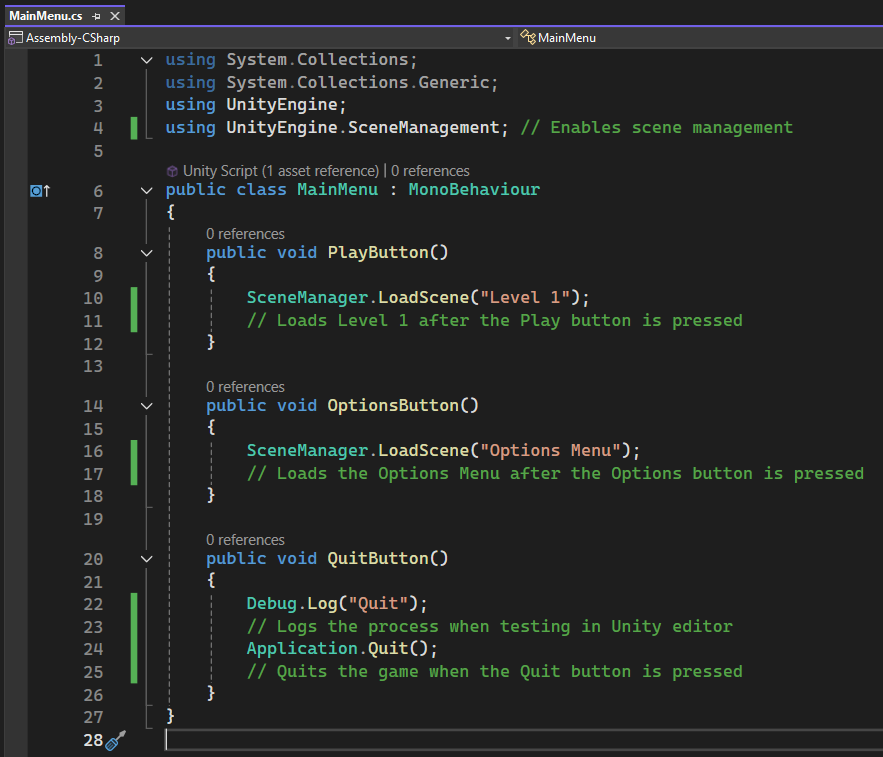 MainMenu.cs
Assembly-CSharp MainMenu
1 using System.Collections;
2 using System.Collections.Generic;
3 using UnityEngine;
4 using UnityEngine.SceneManagement; // Enables scene management
5
Unity Script (1 asset reference) | 0 references
6 public class MainMenu : MonoBehaviour
7 {
0 references
8 public void PlayButton()
9 {
10 SceneManager.LoadScene("Level 1");
11 // Loads Level 1 after the Play button is pressed
12 }
13
0 references
14 public void OptionsButton()
15 {
16 SceneManager.LoadScene("Options Menu");
17 // Loads the Options Menu after the Options button is pressed
18 }
19
0 references
20 public void QuitButton()
21 {
22 Debug.Log("Quit");
23 // Logs the process when testing in Unity editor
24 Application.Quit();
25 // Quits the game when the Quit button is pressed
26 }
27 }
28